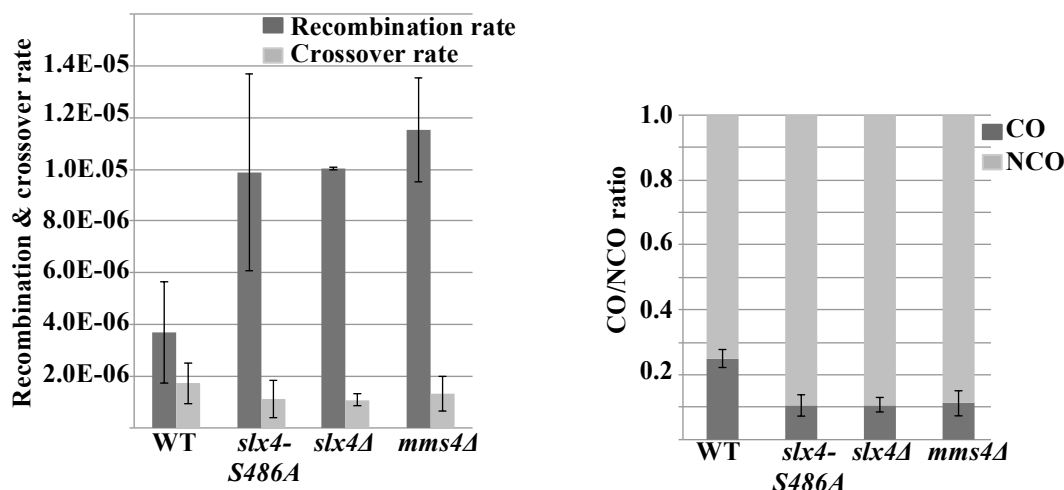 Recombination rate
Crossover rate
Recombination & crossover rate
1.4E-05
1.2E-05
1.0E-05
8.0E-06
6.0E-06
4.0E-06
2.0E-06
WT
slx4-
S486A
slx4Δ
mms4Δ
CO
NCO
CO/NCO ratio
1.0
0.8
0.6
0.4
0.2
WT
slx4-
S486A
slx4Δ
mms4Δ